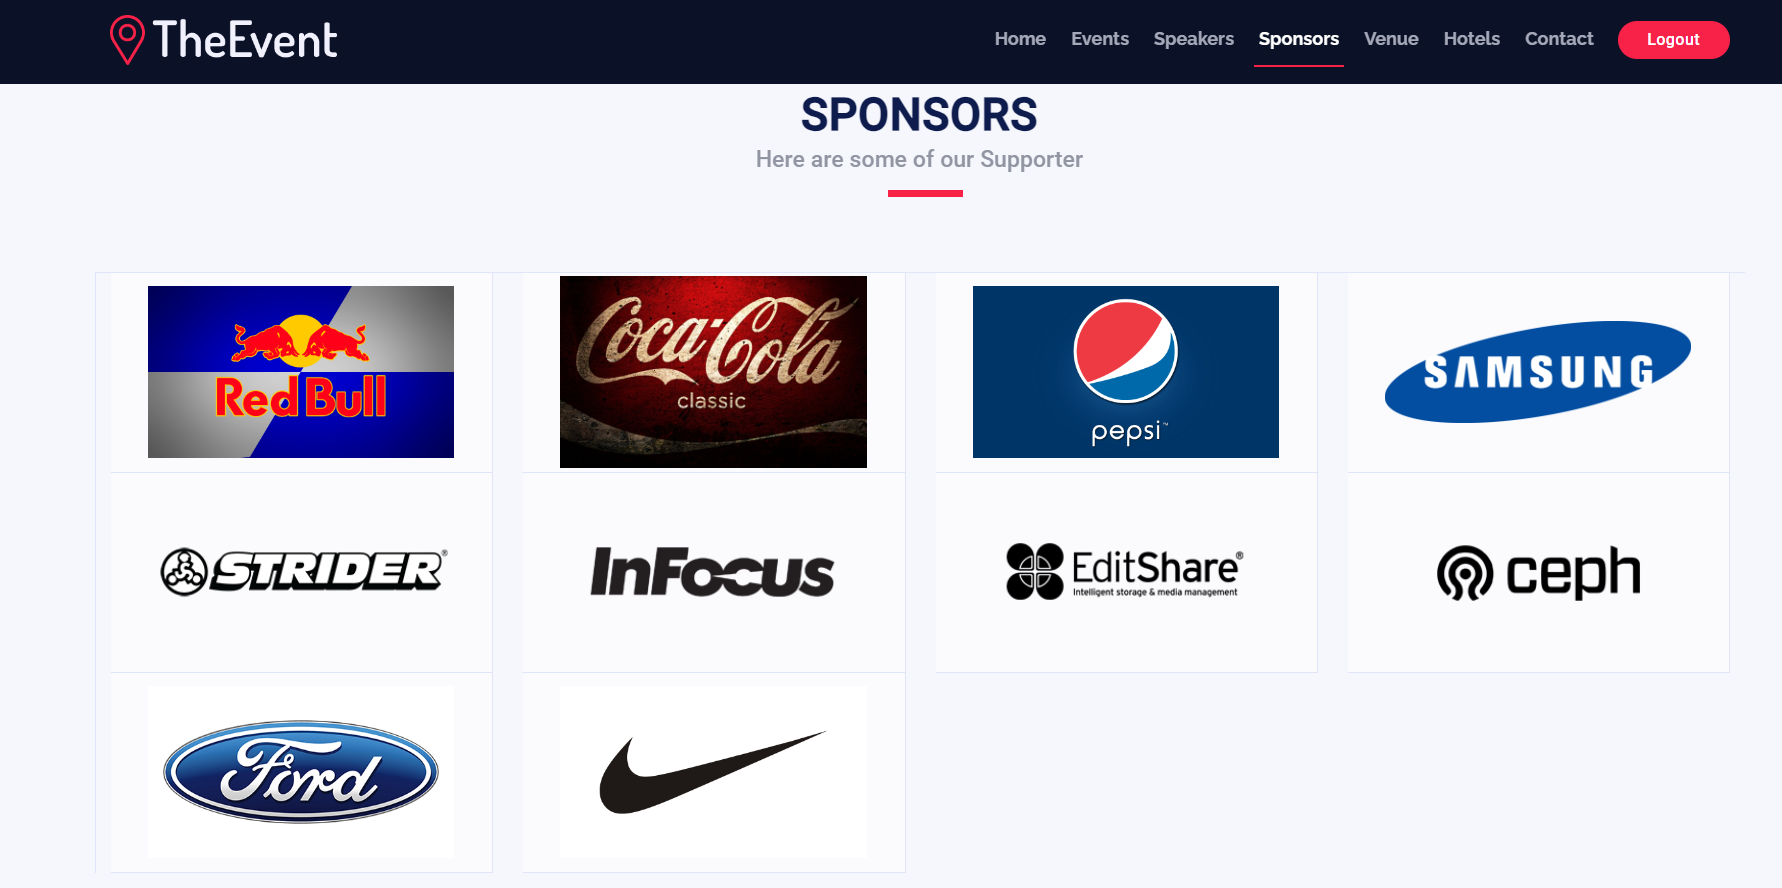 TheEvent
Home Events Speakers Sponsors Venue Hotels Contact Logout
SPONSORS
Here are some of our Supporter
Red Bull
Coca-Cola
classic
pepsi™
SAMSUNG
STRIDER®
InFocus
EditShare®
Intelligent storage & media management
ceph
Ford